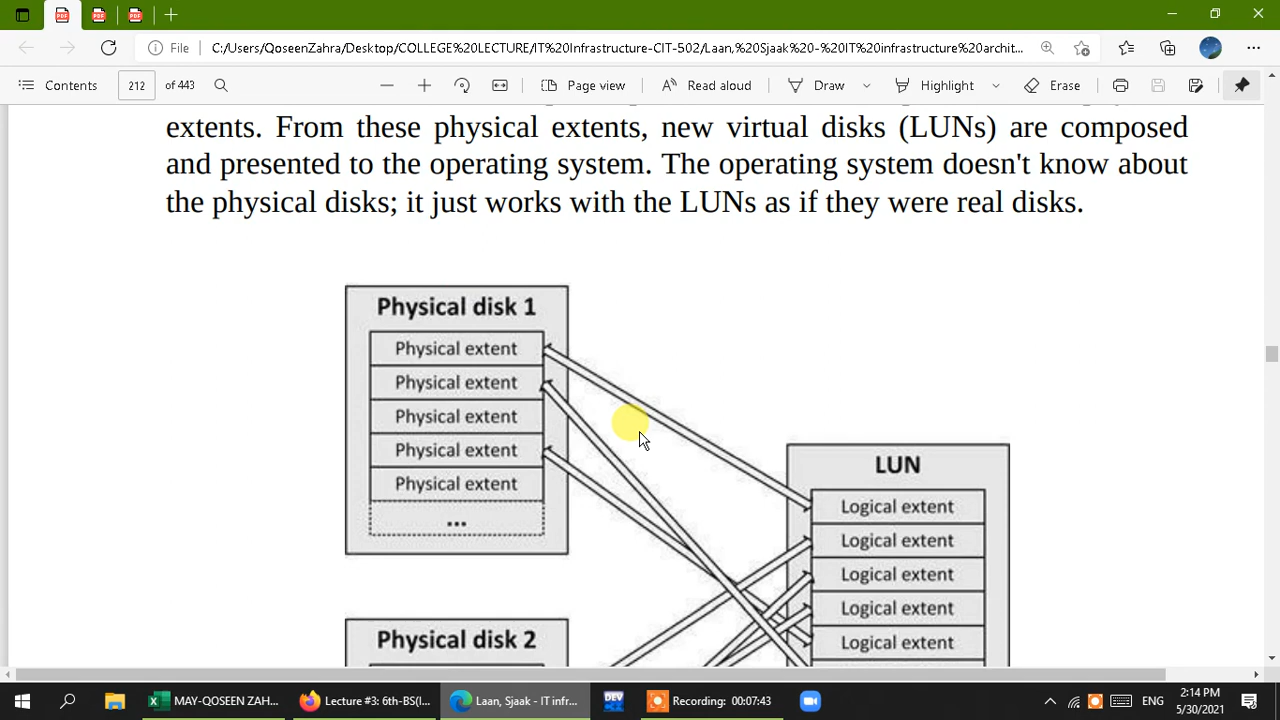 File
C:/Users/QoseenZahra/Desktop/COLLEGE%20LECTURE/IT%20Infrastructure-CIT-502/Laan,%20Sjaak%20-%20IT%20infrastructure%20archit...
Contents
212
of 443
Page view
Read aloud
Draw
Highlight
Erase
extents. From these physical extents, new virtual disks (LUNs) are composed
and presented to the operating system. The operating system doesn't know about
the physical disks; it just works with the LUNs as if they were real disks.
Physical disk 1
Physical extent
Physical extent
Physical extent
Physical extent
Physical extent
...
LUN
Logical extent
Logical extent
Logical extent
Logical extent
Logical extent
Physical disk 2
MAY-QOSEEN ZAH...
Lecture #3: 6th-BS(I...
Laan, Sjaak - IT infr...
DEV
Recording: 00:07:43
ENG
2:14 PM
5/30/2021